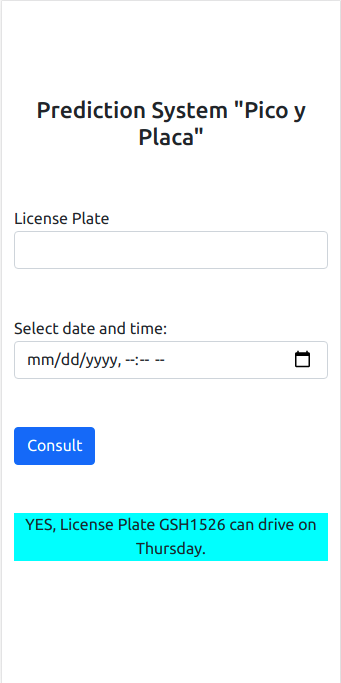 Prediction System "Pico y
Placa"
License Plate
Select date and time:
mm/dd/yyyy, --:-- --
Consult
YES, License Plate GSH1526 can drive on
Thursday.